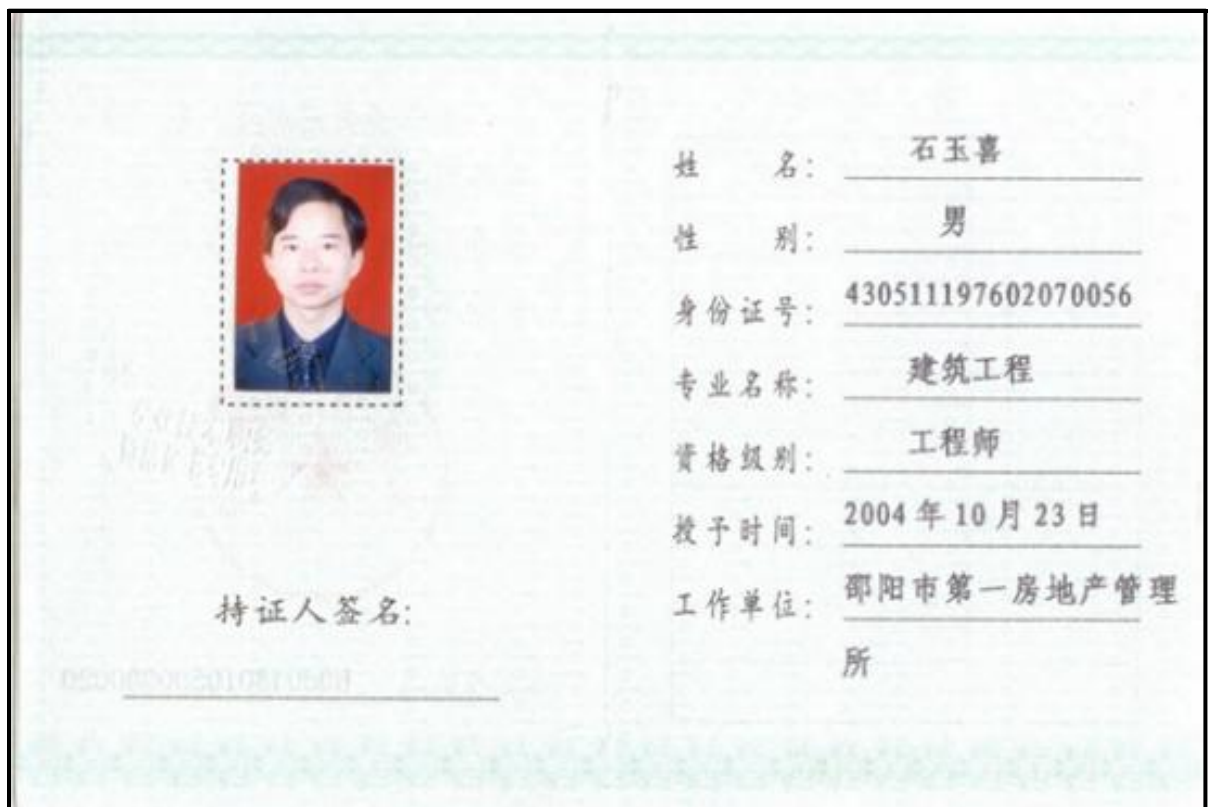 姓 名： 石玉喜
性 别： 男
身份证号： 430511197602070056
专业名称： 建筑工程
资格级别： 工程师
授予时间： 2004 年 10 月 23 日
工作单位： 邵阳市第一房地产管理
所
持证人签名：